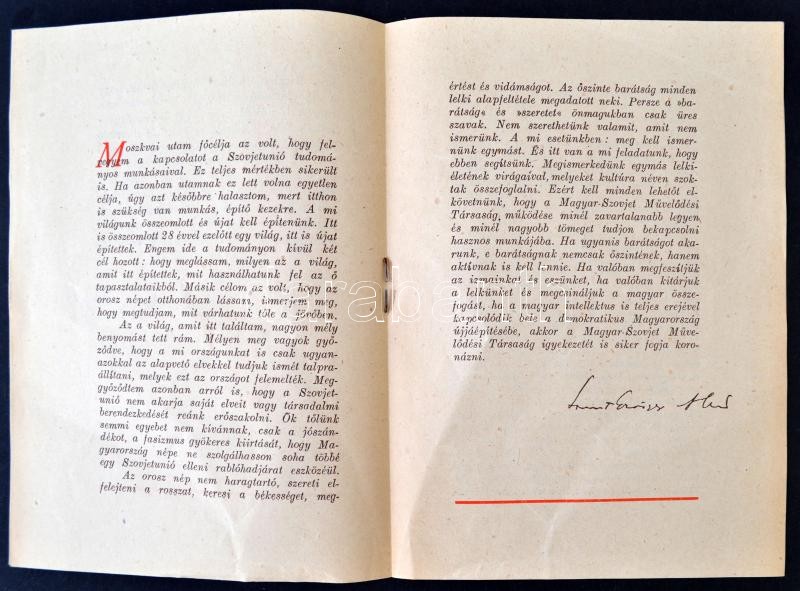 Moszkvai utam főcélja az volt, hogy fel-
vegyem a kapcsolatot a Szovjetunió tudomá-
nyos munkásaival. Ez teljes mértékben sikerült
is. Ha azonban utamnak ez lett volna egyetlen
célja, úgy azt későbbre halasztom, mert itthon
is szükség van munkás, építő kezekre. A mi
világunk összeomlott és újat kell építenünk. Itt
is összeomlott 28 évvel ezelőtt egy világ, itt is újat
építettek. Engem ide a tudományon kívül két
cél hozott: hogy meglássam, milyen az a világ,
amit itt építettek, mit használhatunk fel az ő
tapasztalataikból. Másik célom az volt, hogy az
orosz népet otthonában lássam, ismerjem meg,
hogy megtudjam, mit várhatunk tőle a jövőben.
Az a világ, amit itt találtam, nagyon mély
benyomást tett rám. Mélyen meg vagyok győ-
ződve, hogy a mi országunkat is csak ugyan-
azokkal az alapvető elvekkel tudjuk ismét talpra-
állítani, melyek ezt az országot felemelték. Meg-
győződtem azonban arról is, hogy a Szovjet-
unió nem akarja saját elveit vagy társadalmi
berendezkedését reánk erőszakolni. Ők tőlünk
semmi egyebet nem kívánnak, csak a jószán-
dékot, a fasizmus gyökeres kiirtását, hogy Ma-
gyarország népe ne szolgálhasson soha többé
egy Szovjetunió elleni rablóhadjárat eszközéül.
Az orosz nép nem haragtartó, szereti el-
felejteni a rosszat, keresi a békességet, meg-
értést és vidámságot. Az őszinte barátság minden
lelki alapfeltétele megadatott neki. Persze a »ba-
rátság« és »szeretet« önmagukban csak üres
szavak. Nem szerethetünk valamit, amit nem
ismerünk. A mi esetünkben: meg kell ismer-
nünk egymást. És itt van a mi feladatunk, hogy
ebben segítsünk. Megismerkedünk egymás lelki-
életének virágaival, melyeket kultúra néven szok-
tak összefoglalni. Ezért kell minden lehetőt el-
követnünk, hogy a Magyar-Szovjet Művelődési
Társaság, működése minél zavartalanabb legyen
és minél nagyobb tömeget tudjon bekapcsolni
hasznos munkájába. Ha ugyanis barátságot aka-
runk, e barátságnak nemcsak őszintének, hanem
aktívnak is kell lennie. Ha valóban megfeszítjük
az izmainkat és eszünket, ha valóban kitárjuk
a lelkünket és megcsináljuk a magyar össze-
fogást, ha a magyar intellektus is teljes erejével
kapcsolódik bele a demokratikus Magyarország
újjáépítésébe, akkor a Magyar-Szovjet Műve-
lődési Társaság igyekezetét is siker fogja koro-
názni.